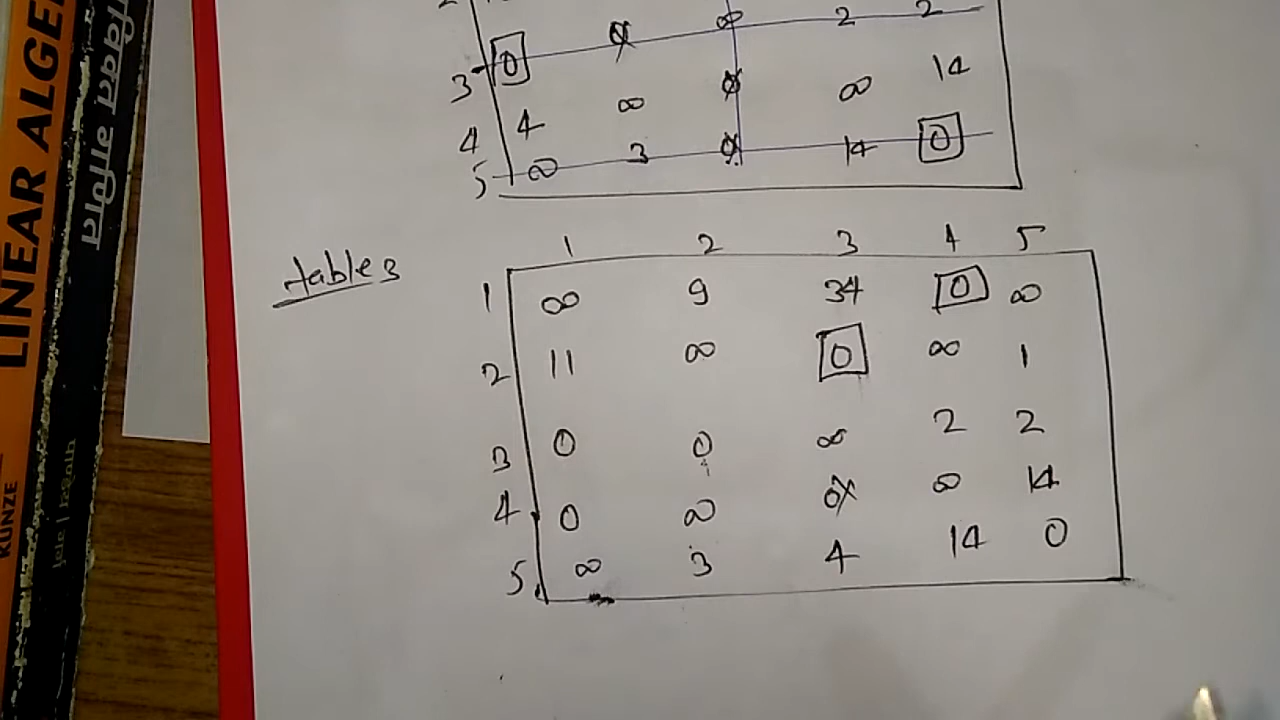 LINEAR ALGE
KUNZE
3 0 0 ∞ 2 2
4 4 ∞ 0 ∞ 14
5 ∞ 3 0 14 0
table 3
1 2 3 4 5
1 ∞ 9 34 0 ∞
2 11 ∞ 0 ∞ 1
3 0 0 ∞ 2 2
4 0 ∞ 0 ∞ 14
5 ∞ 3 4 14 0